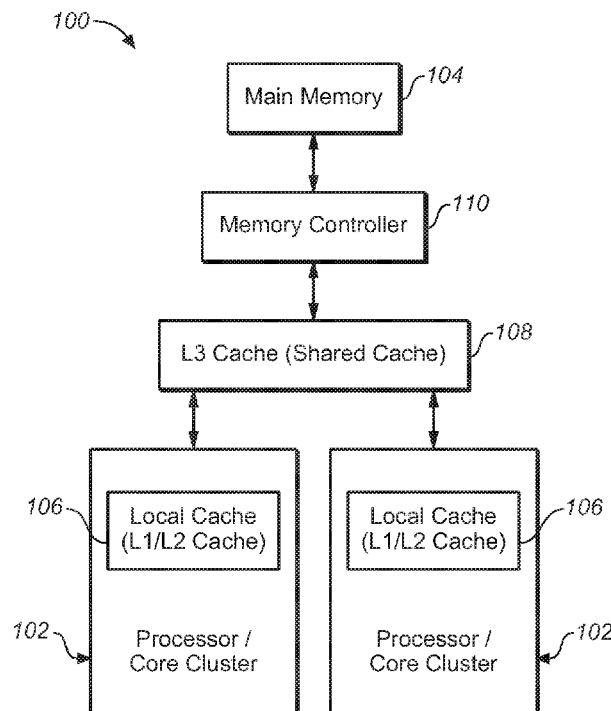 100
Main Memory
104
Memory Controller
110
L3 Cache (Shared Cache)
108
106
Local Cache
(L1/L2 Cache)
Local Cache
(L1/L2 Cache)
106
102
Processor /
Core Cluster
Processor /
Core Cluster
102